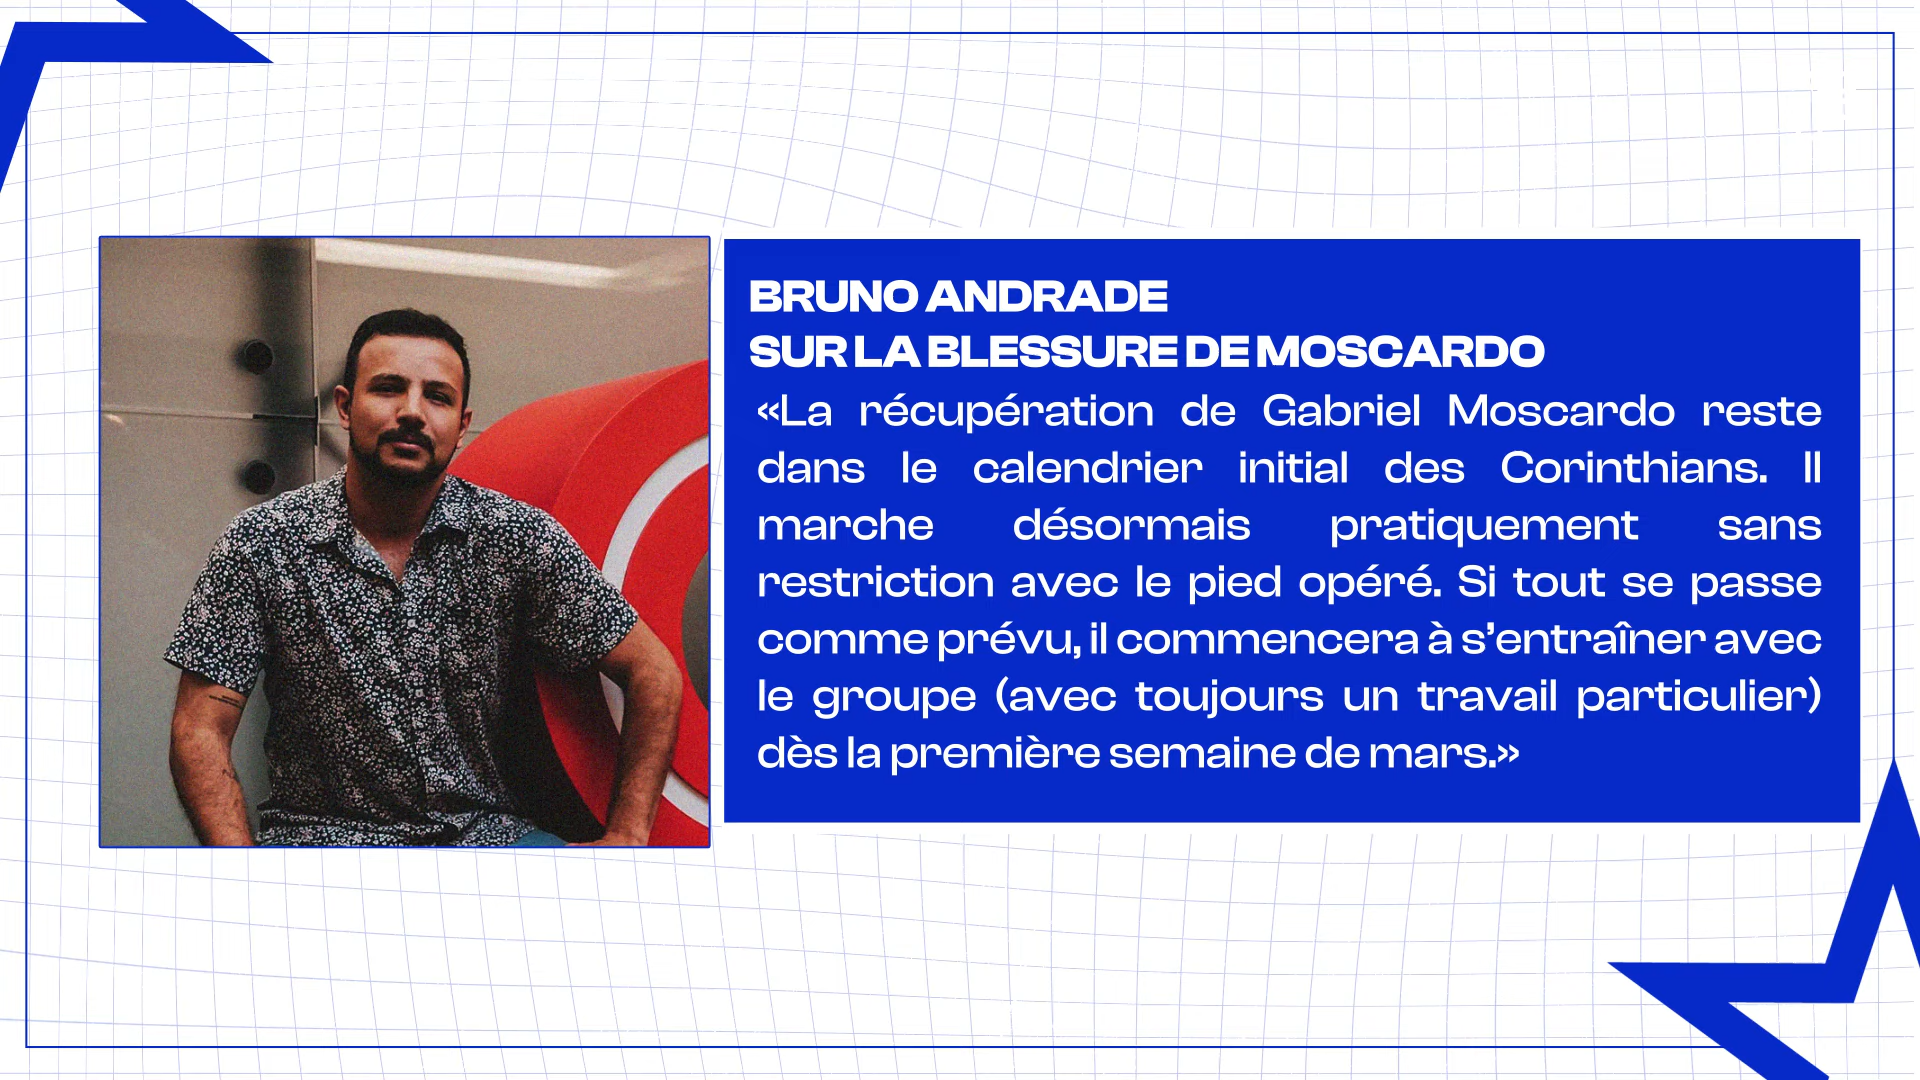 BRUNO ANDRADE
SUR LA BLESSURE DE MOSCARDO
«La récupération de Gabriel Moscardo reste
dans le calendrier initial des Corinthians. Il
marche désormais pratiquement sans
restriction avec le pied opéré. Si tout se passe
comme prévu, il commencera à s’entraîner avec
le groupe (avec toujours un travail particulier)
dès la première semaine de mars.»